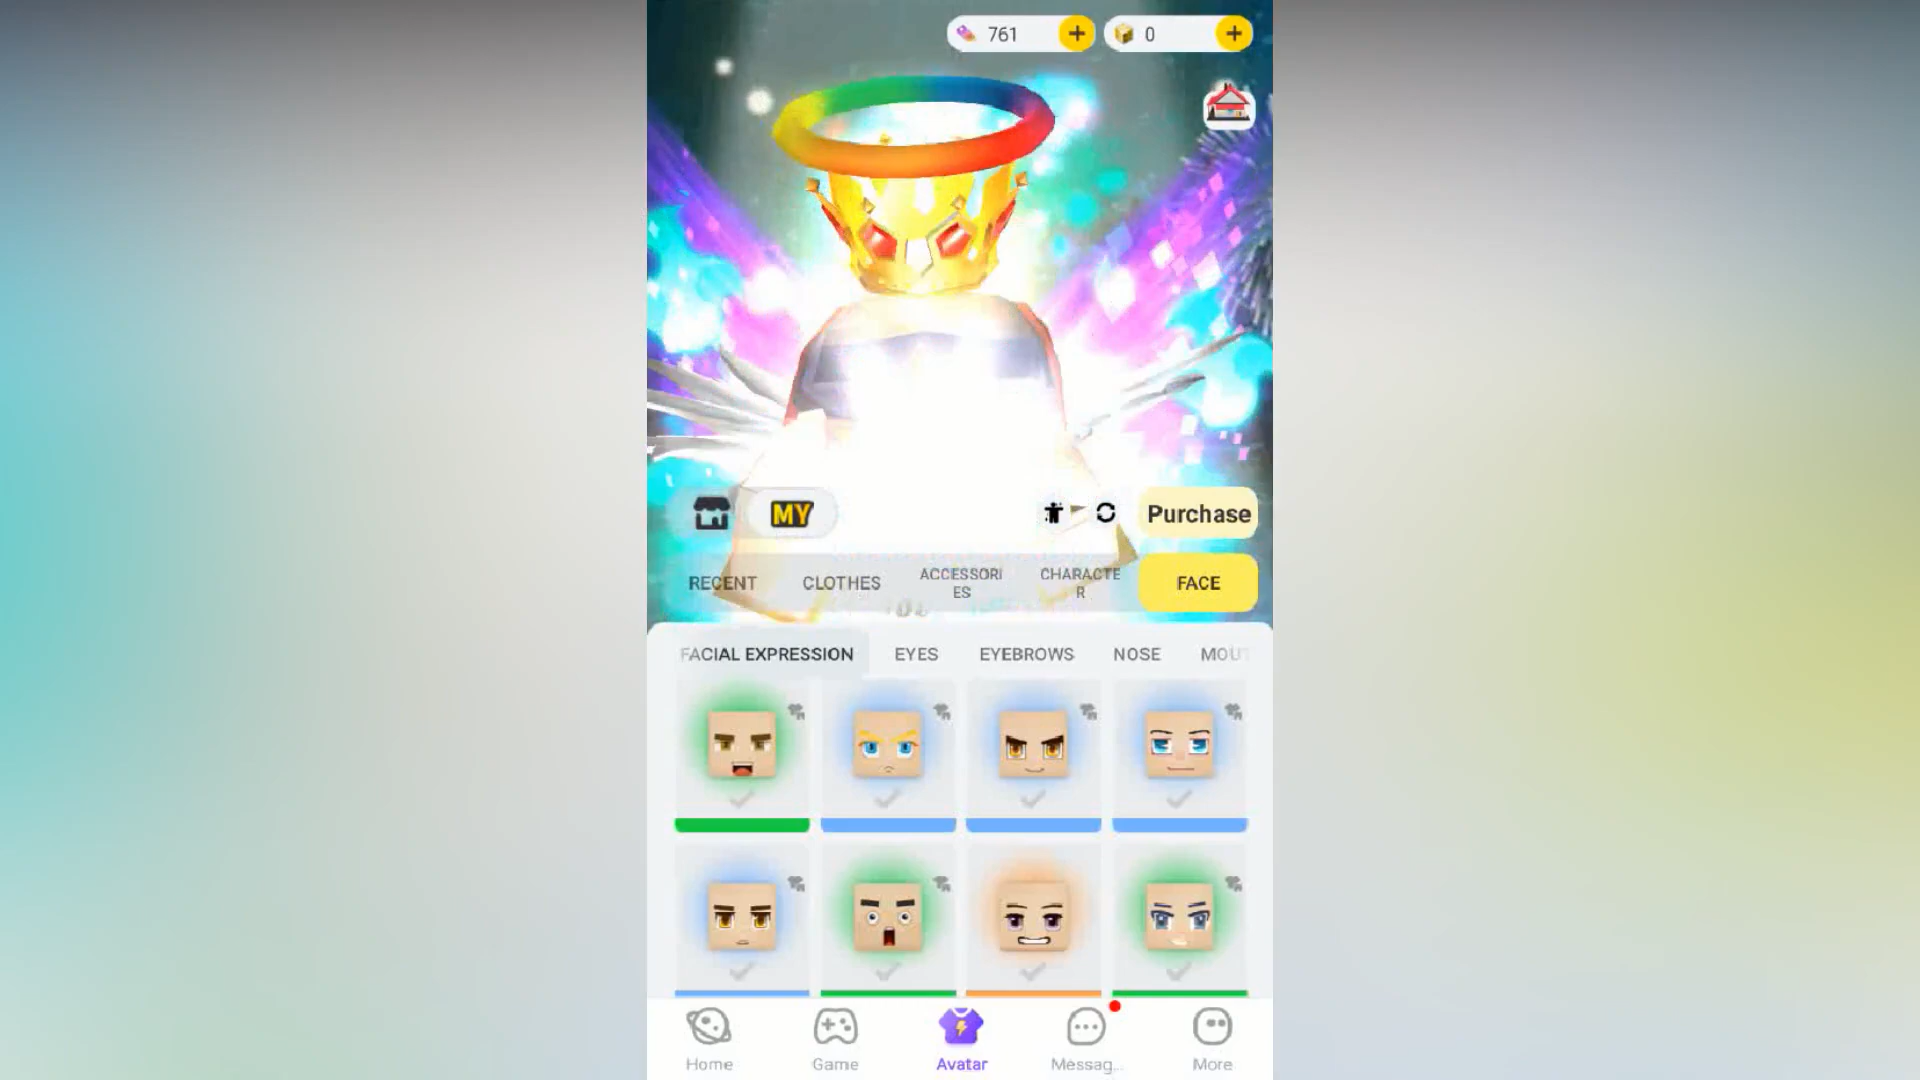 761
0
MY
Purchase
RECENT
CLOTHES
ACCESSORI
ES
CHARACTE
R
FACE
FACIAL EXPRESSION
EYES
EYEBROWS
NOSE
MOUT
Home
Game
Avatar
Messag...
More